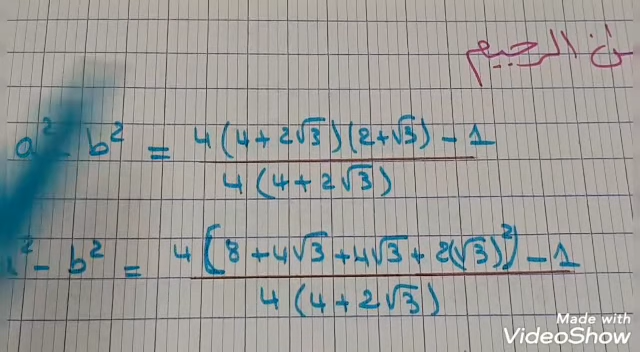 الرحيم
a² - b² = 4(4+2√3)(2+√3) - 1 / 4(4+2√3)
² - b² = 4(8+4√3+4√3+2(√3)²) - 1 / 4(4+2√3)
Made with
VideoShow